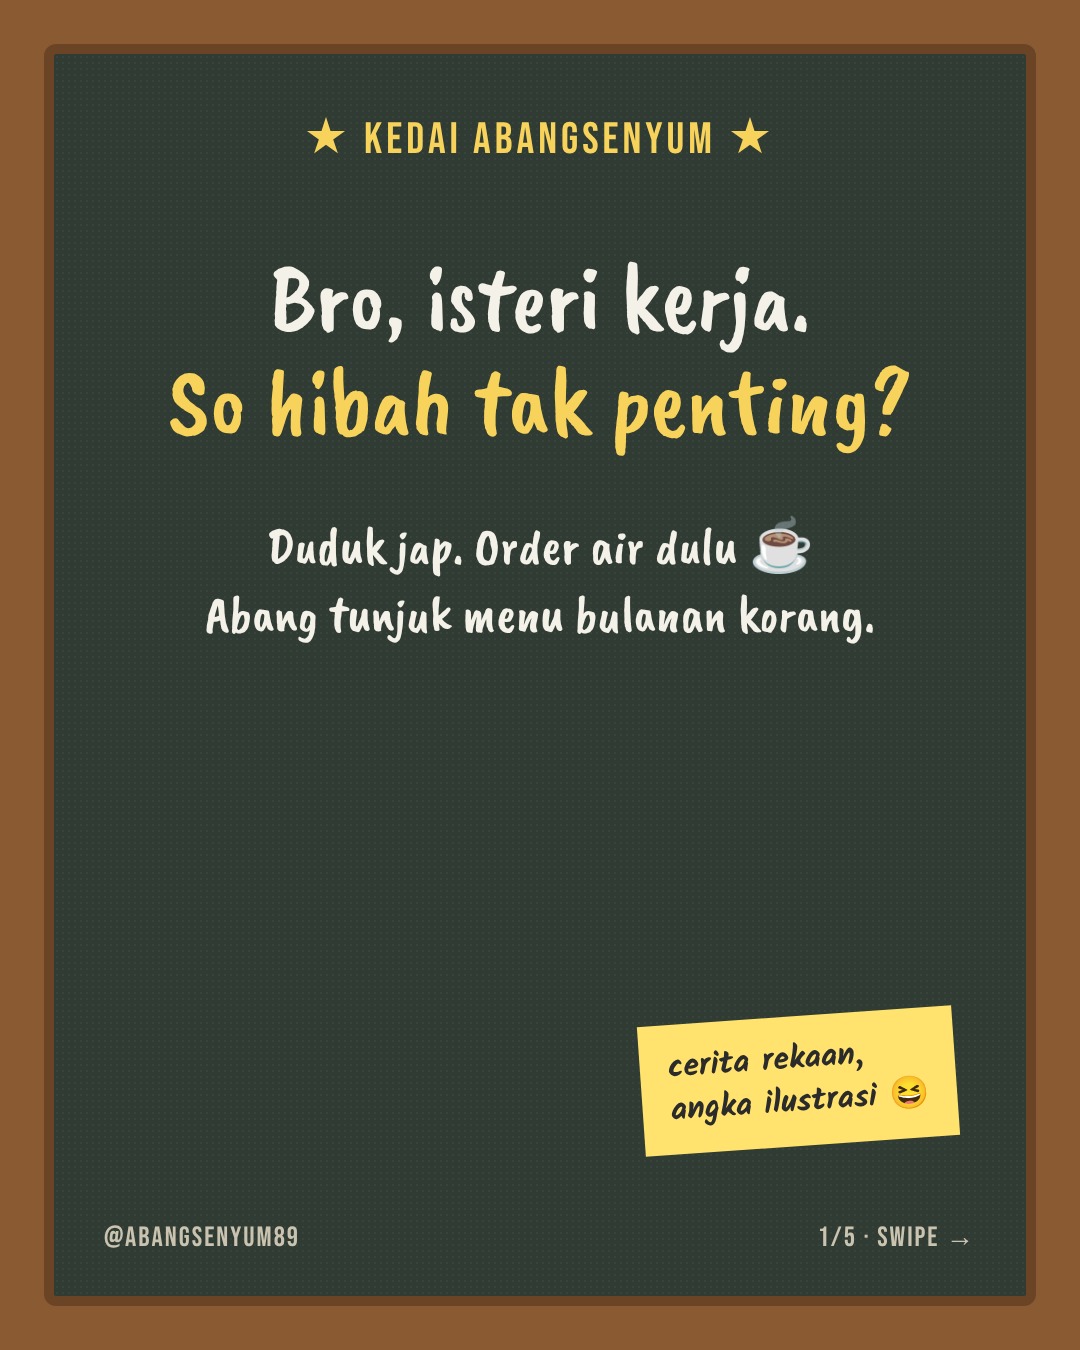 ★ KEDAI ABANGSENYUM ★
Bro, isteri kerja.
So hibah tak penting?
Duduk jap. Order air dulu ☕
Abang tunjuk menu bulanan korang.
cerita rekaan,
angka ilustrasi 😆
@ABANGSENYUM89
1/5 · SWIPE →